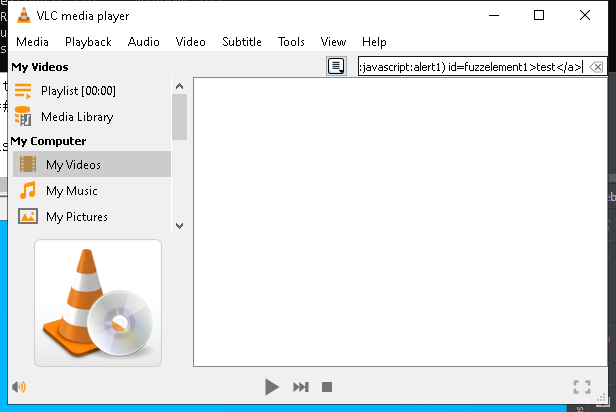 VLC media player
Media Playback Audio Video Subtitle Tools View Help
My Videos
:javascript:alert1) id=fuzzelement1>test</a>
Playlist [00:00]
Media Library
My Computer
My Videos
My Music
My Pictures